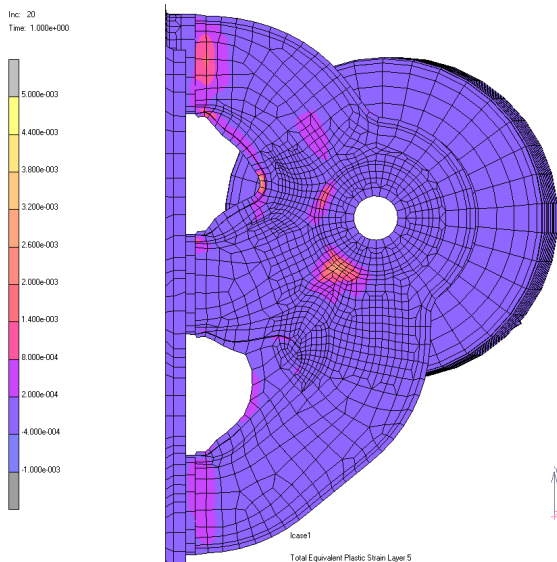 Inc: 20
Time: 1.000e+000
5.000e-003
4.400e-003
3.800e-003
3.200e-003
2.600e-003
2.000e-003
1.400e-003
8.000e-004
2.000e-004
-4.000e-004
-1.000e-003
lcase1
Total Equivalent Plastic Strain Layer 5